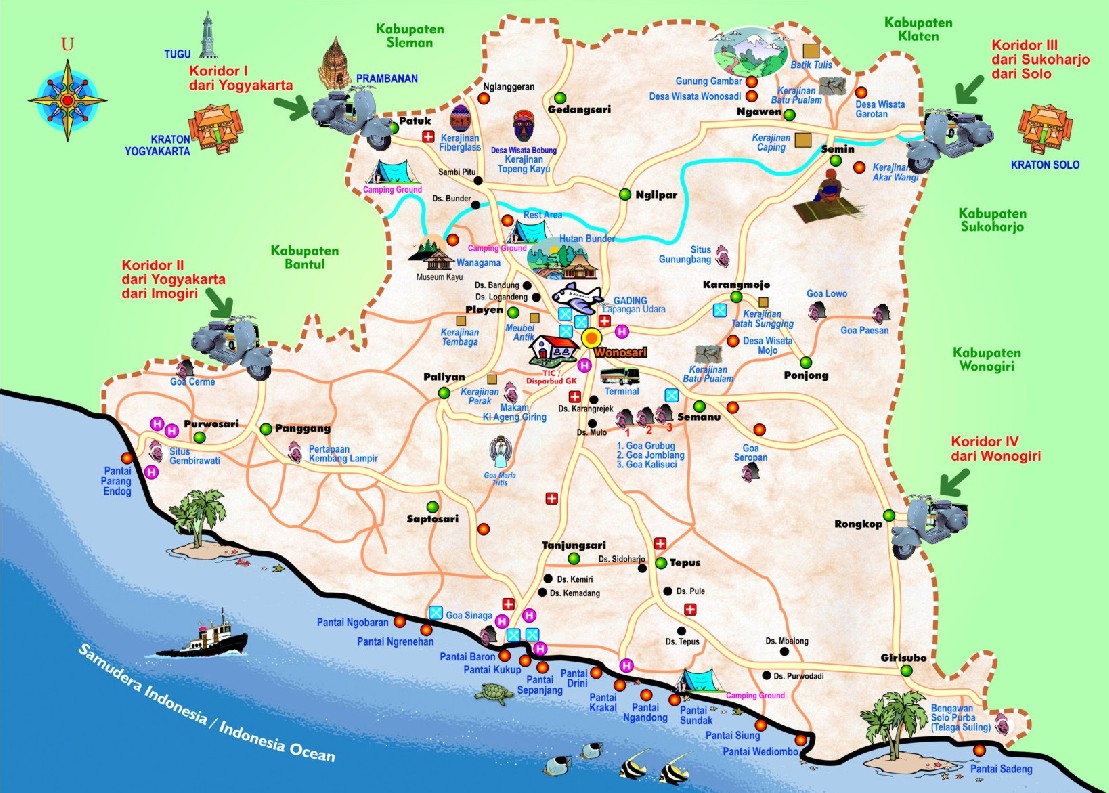 U
TUGU
Koridor I
dari Yogyakarta
KRATON
YOGYAKARTA
PRAMBANAN
Kabupaten
Sleman
Kabupaten
Klaten
Koridor III
dari Sukoharjo
dari Solo
KRATON SOLO
Kabupaten
Sukoharjo
Kabupaten
Wonogiri
Koridor IV
dari Wonogiri
Kabupaten
Bantul
Koridor II
dari Yogyakarta
dari Imogiri
Patuk
Nglanggeran
Gedangsari
Kerajinan
Fiberglass
Desa Wisata Bobung
Kerajinan
Topeng Kayu
Camping Ground
Sambi Pitu
Ds. Bunder
Gunung Gambar
Desa Wisata Wonosadi
Batik Tulis
Kerajinan
Batu Pualam
Desa Wisata
Garotan
Ngawen
Kerajinan
Caping
Semin
Kerajinan
Akar Wangi
Nglipar
Rest Area
Camping Ground
Hutan Bunder
Wanagama
Museum Kayu
Situs
Gunungbang
Ds. Bandung
Ds. Logandeng
Playen
GADING
Lapangan Udara
Karangmojo
Kerajinan
Tatah Sungging
Goa Lowo
Goa Paesan
Kerajinan
Tembaga
Meubel
Antik
Wonosari
Desa Wisata
Mojo
Kerajinan
Batu Pualam
Ponjong
TIC
Disparbud GK
Terminal
Goa Cerme
Paliyan
Kerajinan
Perak
Makam
Ki Ageng Giring
Ds. Karangrejek
Ds. Mulo
1 2 3
Semanu
1. Goa Grubug
2. Goa Jomblang
3. Goa Kalisuci
Goa
Seropan
Purwosari
Panggang
Situs
Gembirawati
Pertapaan
Kembang Lampir
Pantai
Parang
Endog
Goa Maria
Saptosari
Rongkop
Tanjungsari
Ds. Sidoharjo
Tepus
Ds. Kemiri
Ds. Kemadang
Ds. Pule
Ds. Tepus
Ds. Mbalong
Ds. Purwodadi
Girisubo
Goa Sinaga
Pantai Ngobaran
Pantai Ngrenehan
Pantai Baron
Pantai Kukup
Pantai
Sepanjang
Pantai
Drini
Pantai
Krakal
Pantai
Ngandong
Pantai
Sundak
Camping Ground
Pantai Siung
Pantai Wediombo
Bengawan
Solo Purba
(Telaga Suling)
Pantai Sadeng
Samudera Indonesia / Indonesia Ocean